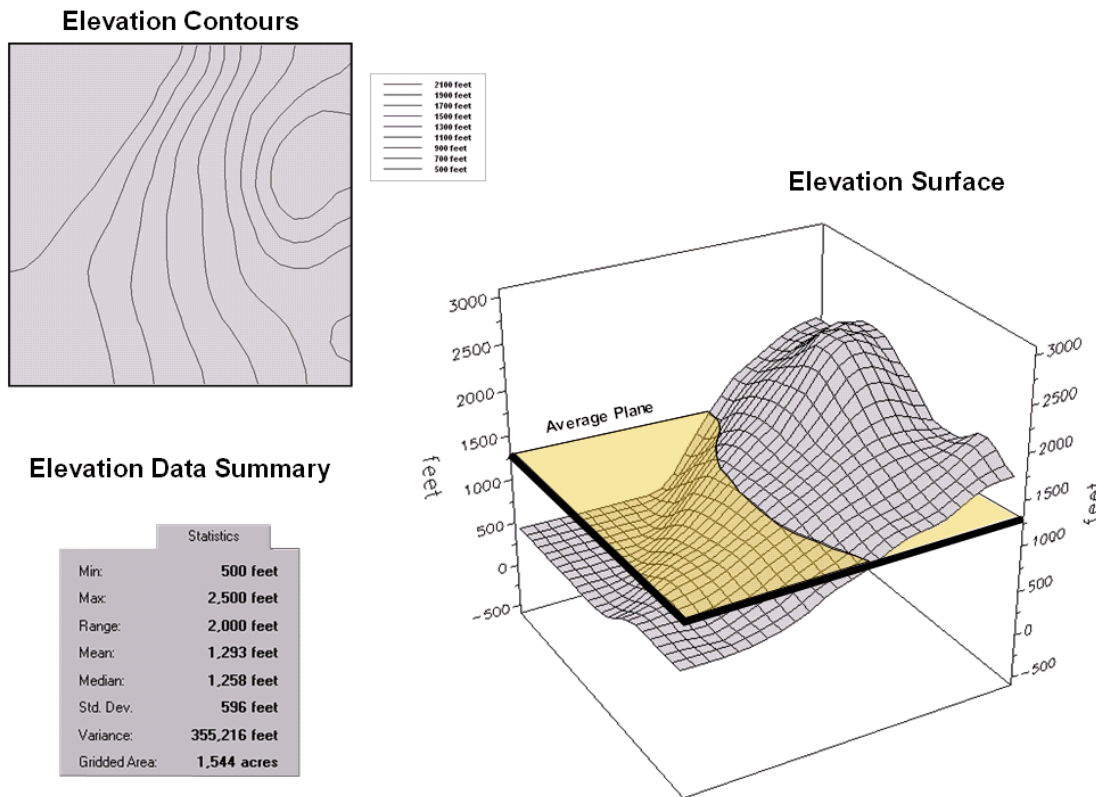 Elevation Contours
2100 feet
1900 feet
1700 feet
1500 feet
1300 feet
1100 feet
900 feet
700 feet
500 feet
Elevation Surface
3000
2500
2000
1500
1000
500
0
-500
feet
Average Plane
3000
2500
2000
1500
1000
500
0
-500
feet
Elevation Data Summary
Statistics
Min: 500 feet
Max: 2,500 feet
Range: 2,000 feet
Mean: 1,293 feet
Median: 1,258 feet
Std. Dev. 596 feet
Variance: 355,216 feet
Gridded Area: 1,544 acres